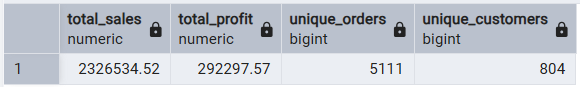 total_sales total_profit unique_orders unique_customers
numeric numeric bigint bigint
1 2326534.52 292297.57 5111 804